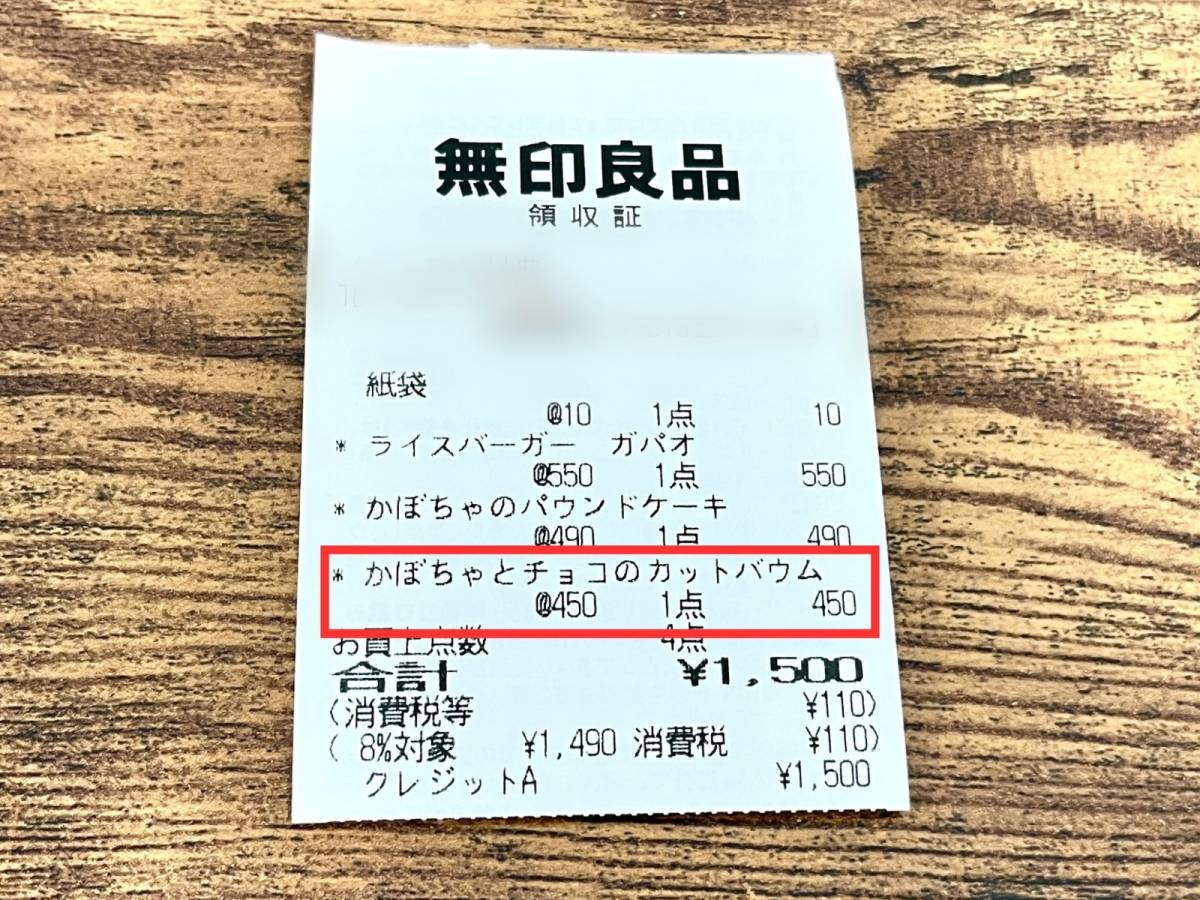 無印良品
領収証
紙袋
@10 1点 10
* ライスバーガー ガパオ
@550 1点 550
* かぼちゃのパウンドケーキ
@490 1点 490
* かぼちゃとチョコのカットバウム
@450 1点 450
お買上点数 4点
合計 ¥1,500
(消費税等 ¥110)
( 8%対象 ¥1,490 消費税 ¥110)
クレジットA ¥1,500